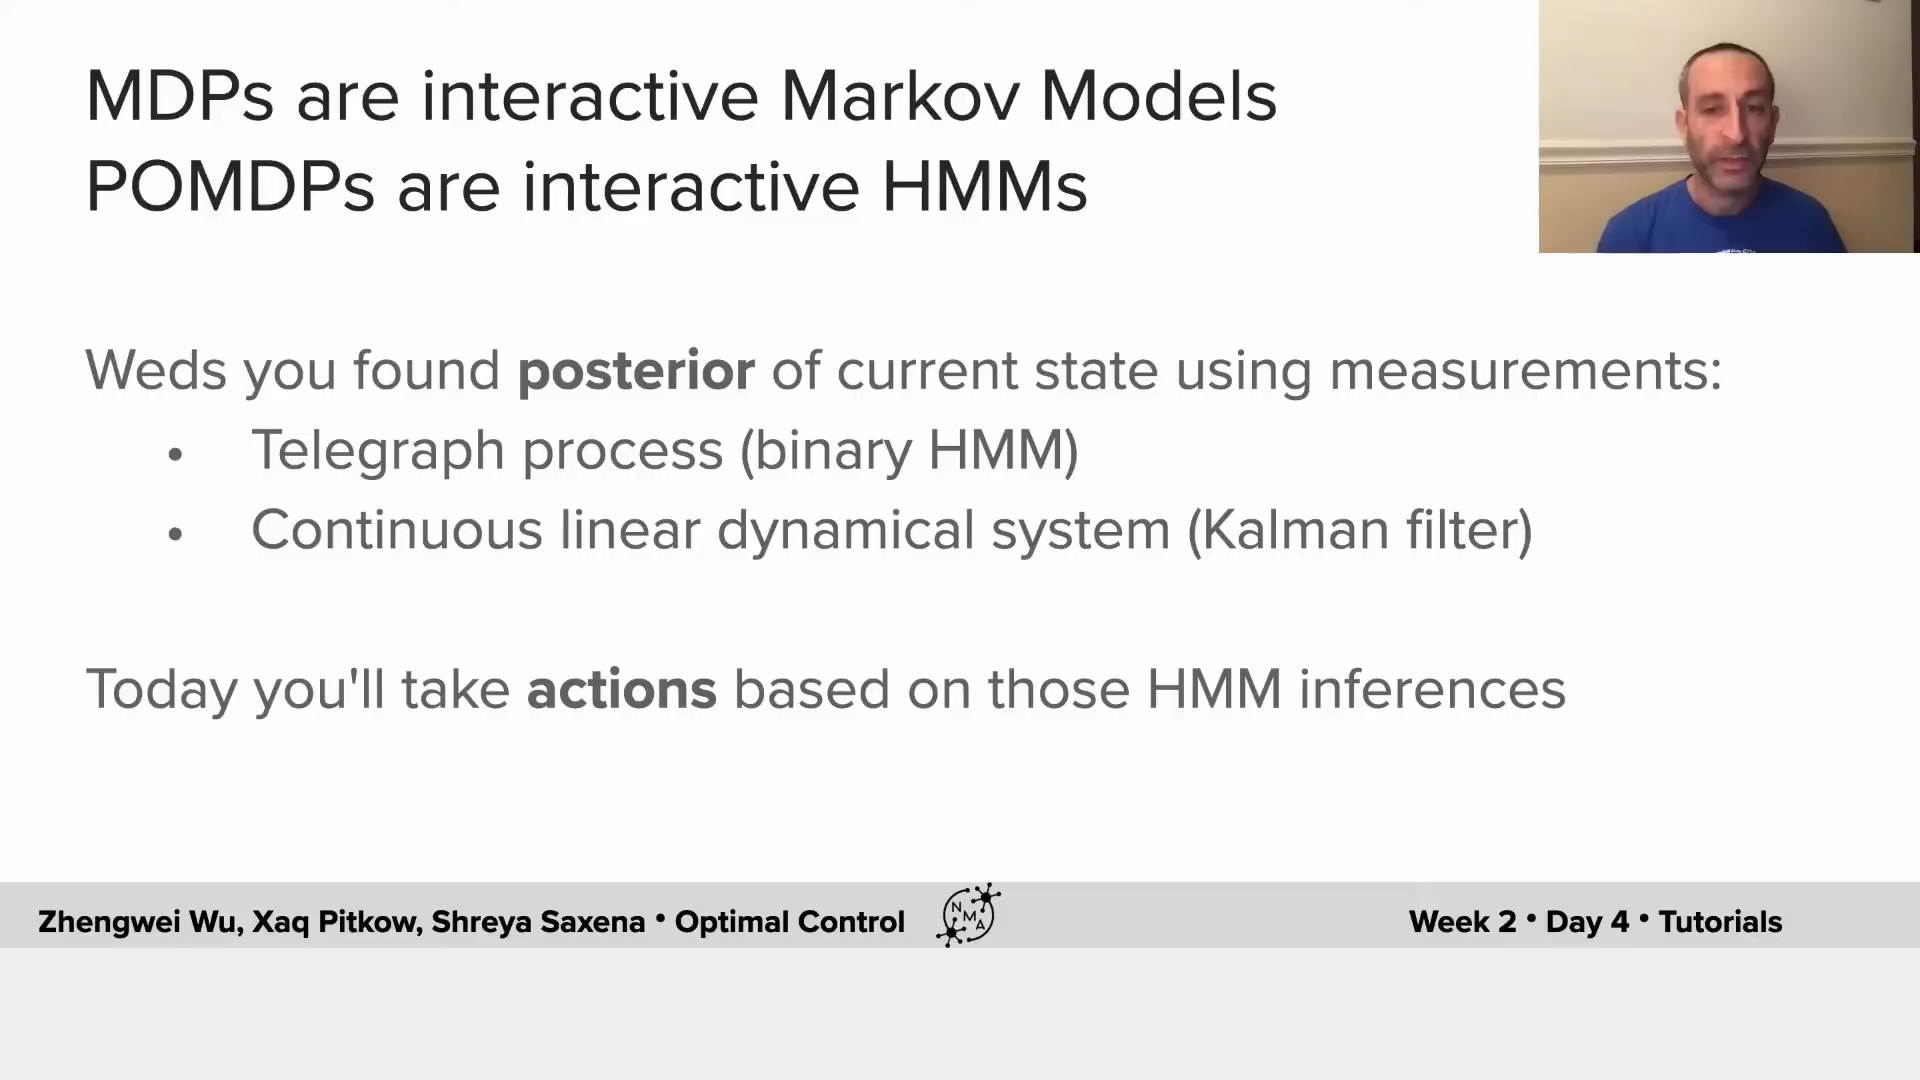 MDPs are interactive Markov Models
POMDPs are interactive HMMs
Weds you found posterior of current state using measurements:
• Telegraph process (binary HMM)
• Continuous linear dynamical system (Kalman filter)
Today you'll take actions based on those HMM inferences
Zhengwei Wu, Xaq Pitkow, Shreya Saxena • Optimal Control
NMA
Week 2 • Day 4 • Tutorials